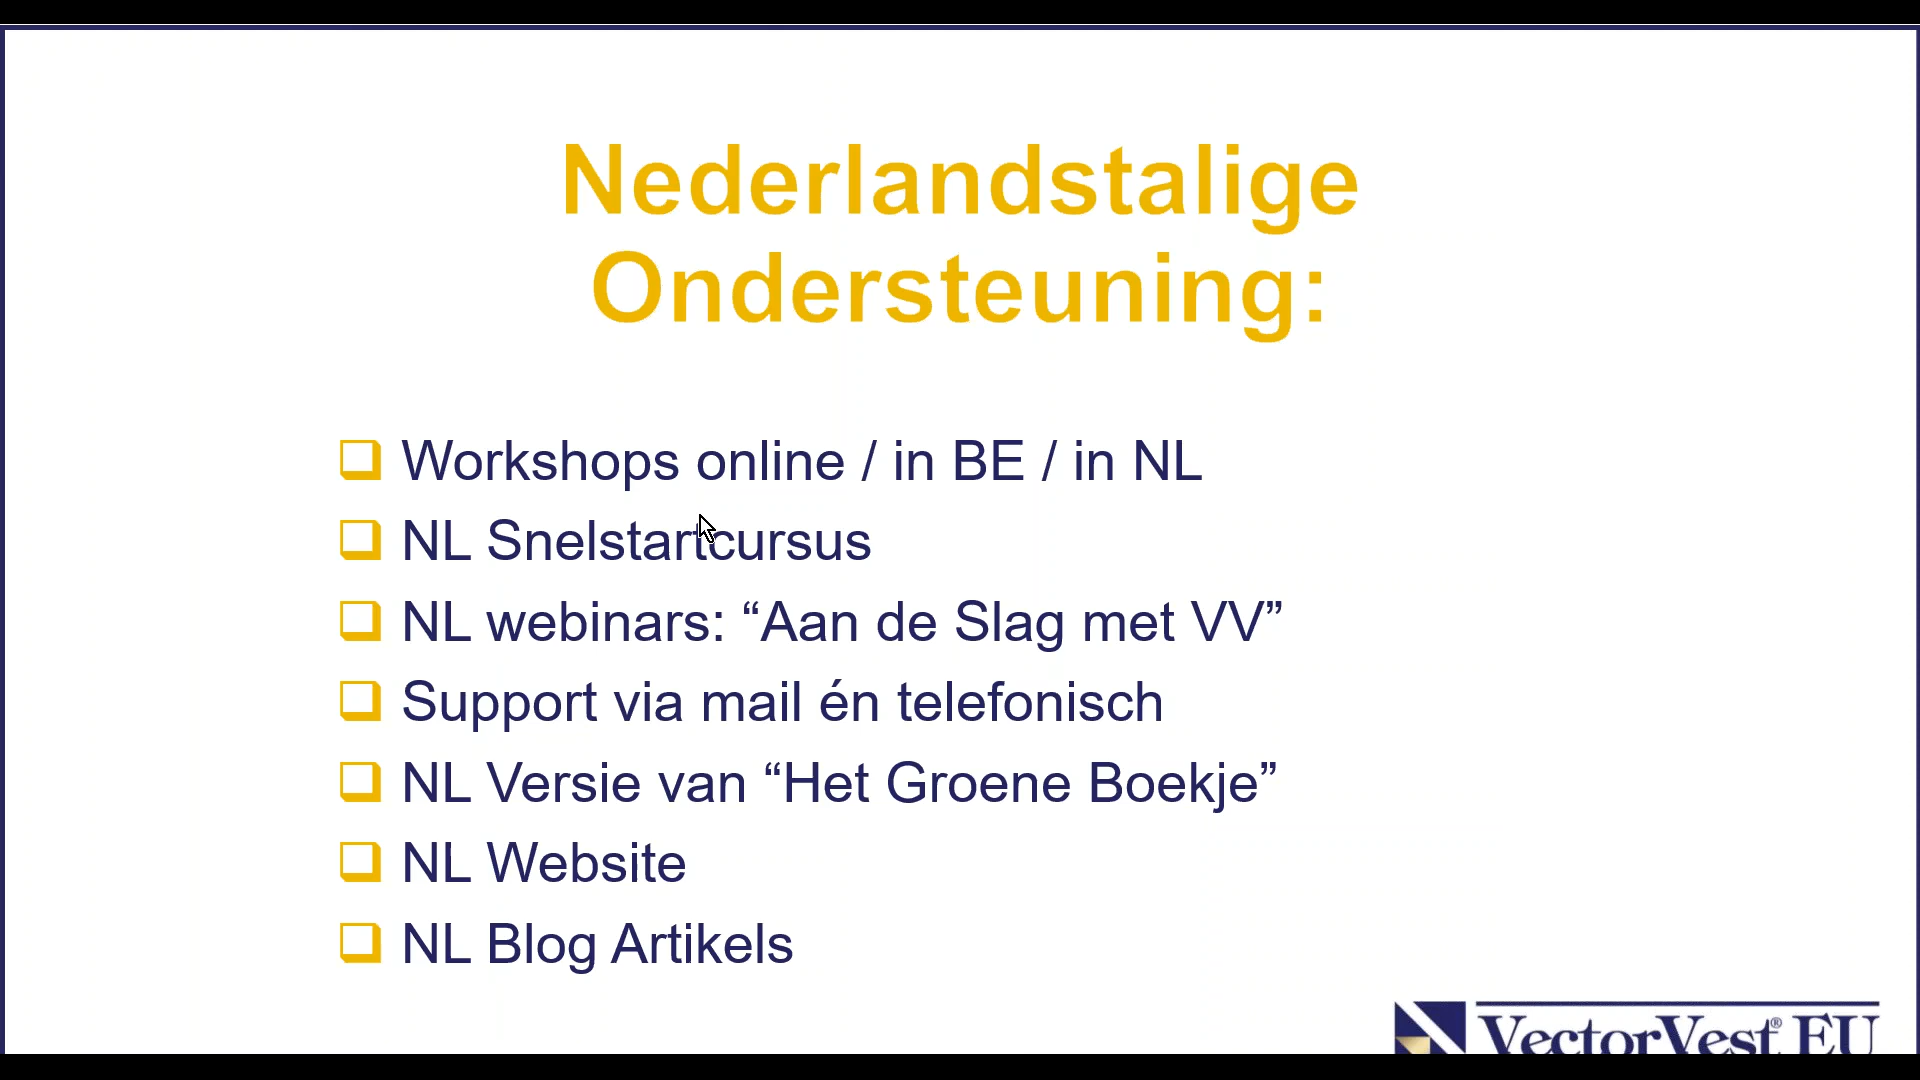 Nederlandstalige
Ondersteuning:
Workshops online / in BE / in NL
NL Snelstartcursus
NL webinars: “Aan de Slag met VV”
Support via mail én telefonisch
NL Versie van “Het Groene Boekje”
NL Website
NL Blog Artikels
VectorVest® EU